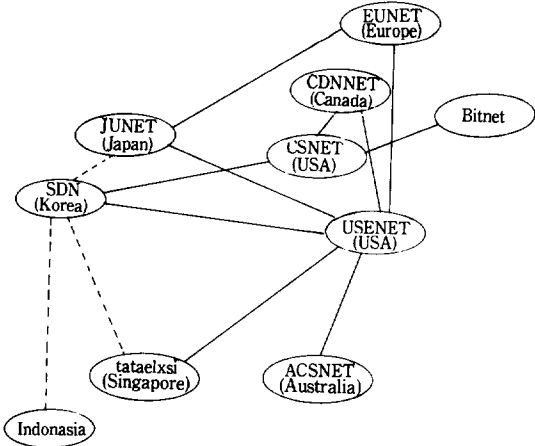 EUNET
(Europe)
CDNNET
(Canada)
Bitnet
JUNET
(Japan)
CSNET
(USA)
SDN
(Korea)
USENET
(USA)
tataelxsi
(Singapore)
ACSNET
(Australia)
Indonasia